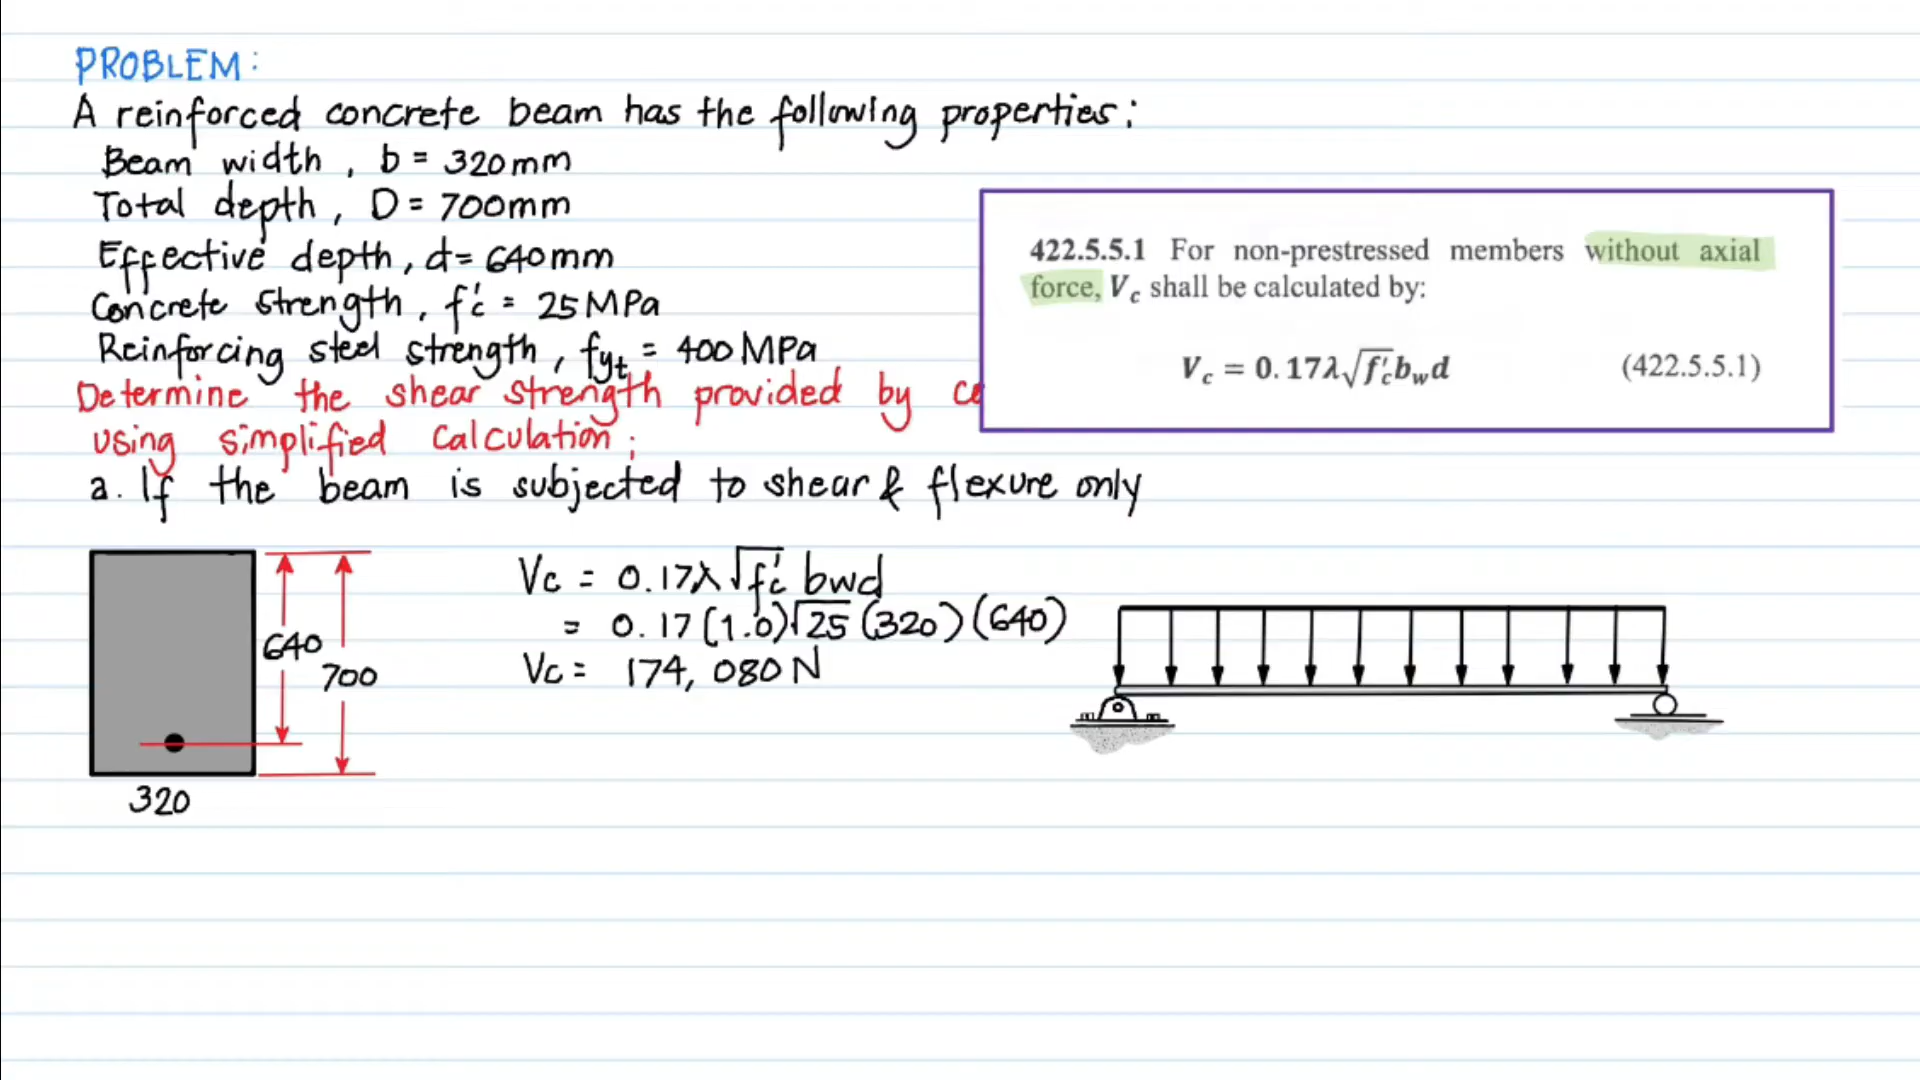 PROBLEM:
A reinforced concrete beam has the following properties:
Beam width, b = 320mm
Total depth, D = 700mm
Effective depth, d= 640mm
Concrete strength, f'c = 25MPa
Reinforcing steel strength, fyt = 400MPa
Determine the shear strength provided by
using simplified calculation;
a. If the beam is subjected to shear & flexure only
422.5.5.1 For non-prestressed members without axial
force, Vc shall be calculated by:
Vc = 0.17λ√f'c bwd (422.5.5.1)
640
700
320
Vc = 0.17λ√f'c bwd
= 0.17(1.0)√25 (320)(640)
Vc = 174,080N